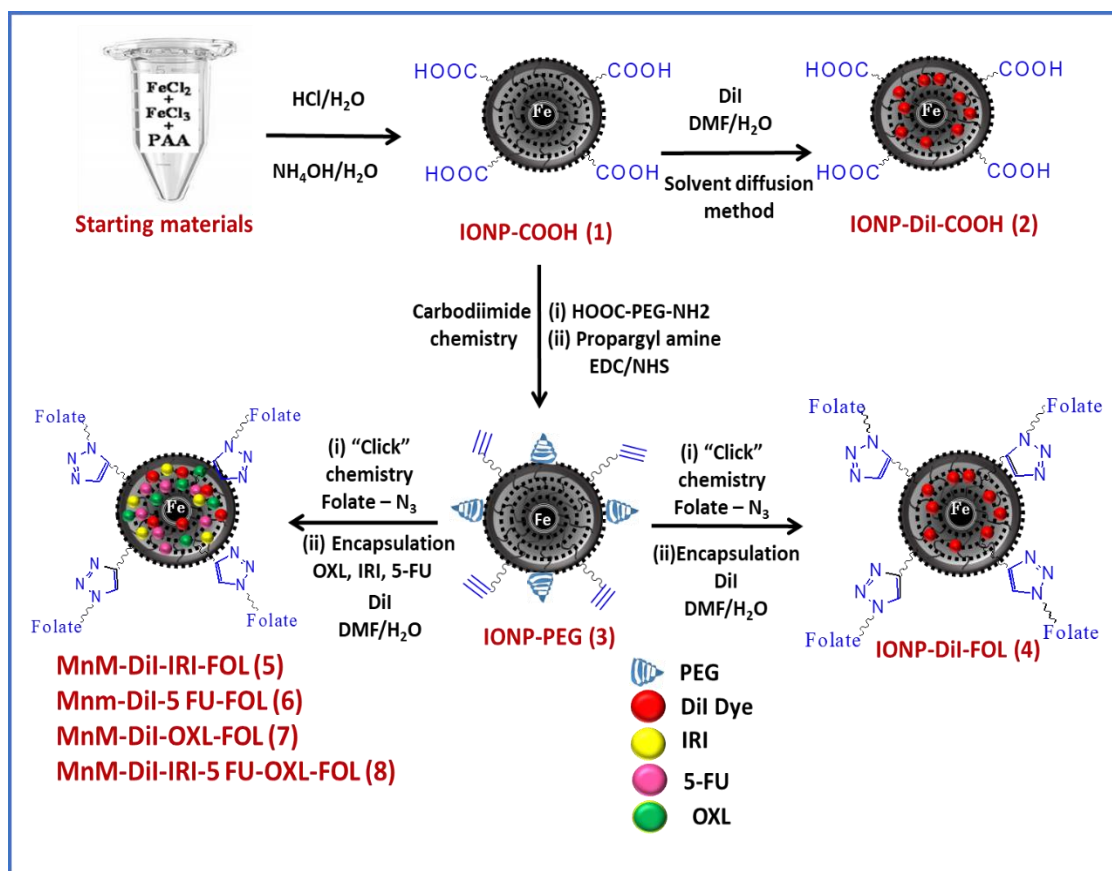 FeCl2
+
FeCl3
+
PAA
Starting materials
HCl/H2O
NH4OH/H2O
HOOC
COOH
Fe
HOOC
COOH
IONP-COOH (1)
DiI
DMF/H2O
Solvent diffusion
method
HOOC
COOH
Fe
HOOC
COOH
IONP-DiI-COOH (2)
Carbodiimide
chemistry
(i) HOOC-PEG-NH2
(ii) Propargyl amine
EDC/NHS
Folate
Folate
N
N
N
N
N
N
Fe
N
N
N
N
N
N
Folate
Folate
(i) “Click”
chemistry
Folate – N3
(ii) Encapsulation
OXL, IRI, 5-FU
DiI
DMF/H2O
Fe
IONP-PEG (3)
(i) “Click”
chemistry
Folate – N3
(ii)Encapsulation
DiI
DMF/H2O
Folate
Folate
N
N
N
N
N
N
Fe
N
N
N
N
N
N
Folate
Folate
IONP-DiI-FOL (4)
MnM-DiI-IRI-FOL (5)
Mnm-DiI-5 FU-FOL (6)
MnM-DiI-OXL-FOL (7)
MnM-DiI-IRI-5 FU-OXL-FOL (8)
PEG
DiI Dye
IRI
5-FU
OXL